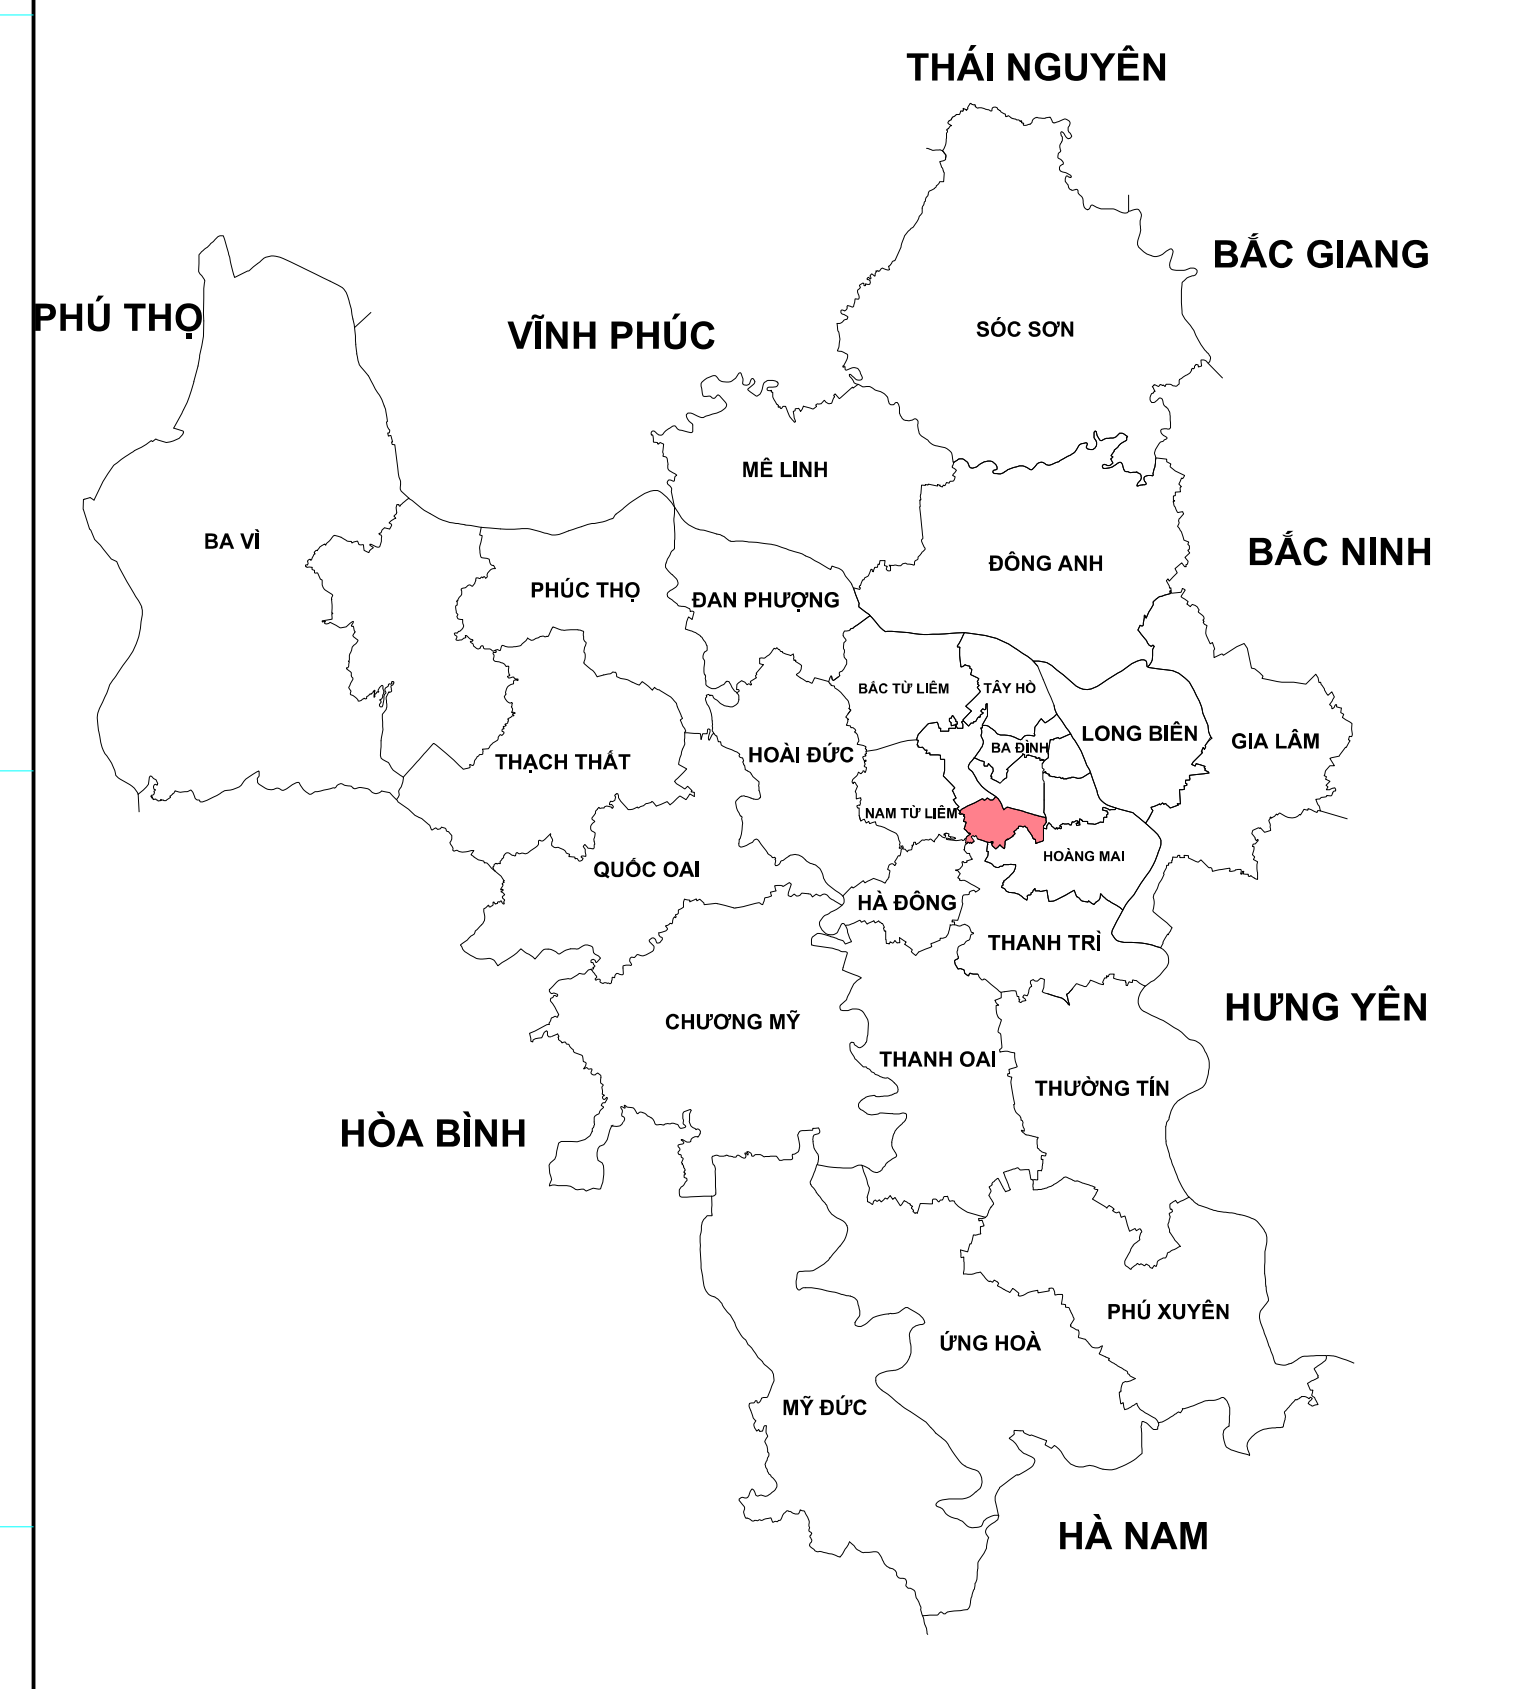 THÁI NGUYÊN
BẮC GIANG
PHÚ THỌ
VĨNH PHÚC
SÓC SƠN
MÊ LINH
BA VÌ
BẮC NINH
ĐÔNG ANH
PHÚC THỌ
ĐAN PHƯỢNG
BẮC TỪ LIÊM
TÂY HỒ
LONG BIÊN
GIA LÂM
BA ĐÌNH
HOÀI ĐỨC
THẠCH THẤT
NAM TỪ LIÊM
HOÀNG MAI
QUỐC OAI
HÀ ĐÔNG
THANH TRÌ
HƯNG YÊN
CHƯƠNG MỸ
THANH OAI
THƯỜNG TÍN
HÒA BÌNH
PHÚ XUYÊN
ỨNG HOÀ
MỸ ĐỨC
HÀ NAM